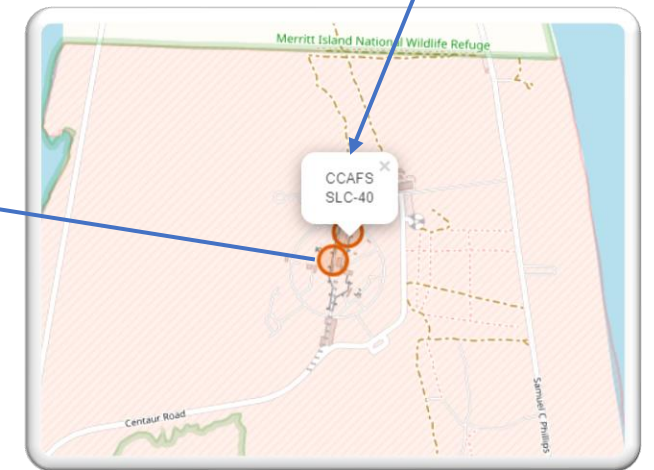 Merritt Island National Wildlife Refuge
CCAFS
SLC-40
Centaur Road
Samuel C Phillips